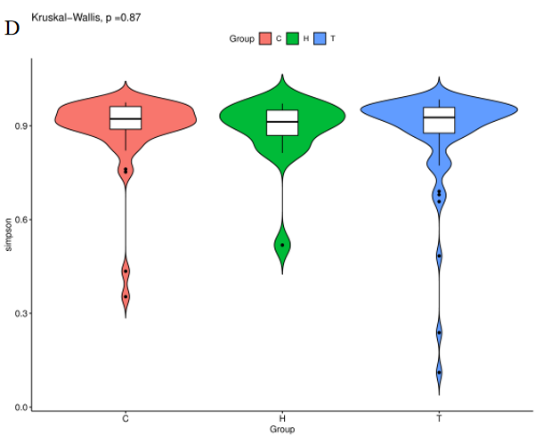 D
Kruskal−Wallis, p =0.87
Group C H T
simpson
0.9
0.6
0.3
0.0
C H T
Group